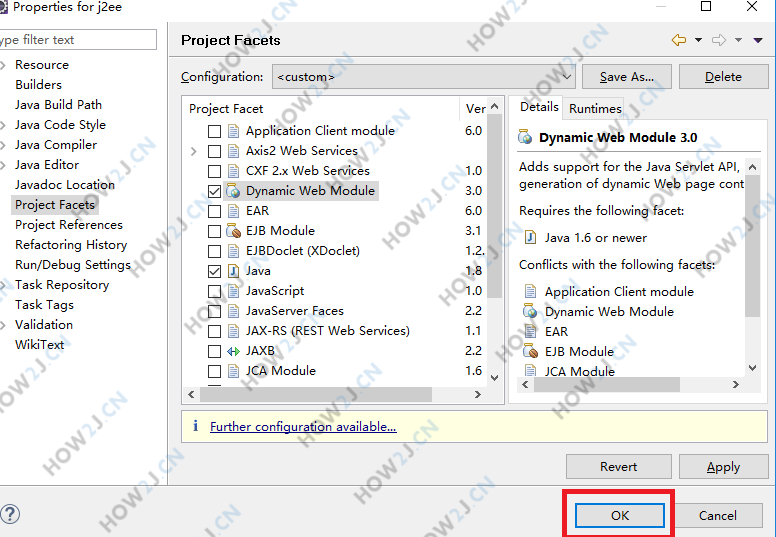 Properties for j2ee
ype filter text
Resource
Builders
Java Build Path
Java Code Style
Java Compiler
Java Editor
Javadoc Location
Project Facets
Project References
Refactoring History
Run/Debug Settings
Task Repository
Task Tags
Validation
WikiText
Project Facets
Configuration: <custom> Save As... Delete
Project Facet Ver
Application Client module 6.0
Axis2 Web Services
CXF 2.x Web Services 1.0
Dynamic Web Module 3.0
EAR 6.0
EJB Module 3.1
EJBDoclet (XDoclet) 1.2.
Java 1.8
JavaScript 1.0
JavaServer Faces 2.2
JAX-RS (REST Web Services) 1.1
JAXB 2.2
JCA Module 1.6
Details Runtimes
Dynamic Web Module 3.0
Adds support for the Java Servlet API,
generation of dynamic Web page cont
Requires the following facet:
Java 1.6 or newer
Conflicts with the following facets:
Application Client module
Dynamic Web Module
EAR
EJB Module
JCA Module
Further configuration available...
Revert Apply
OK Cancel
HOW2J.CN